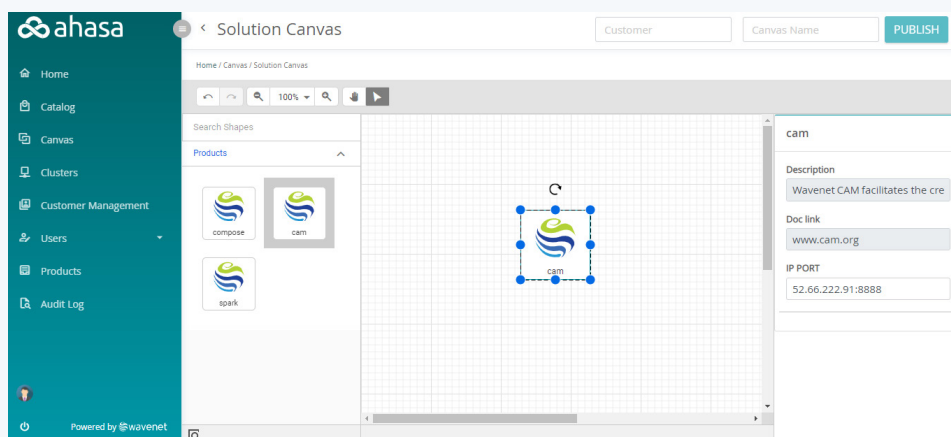 ahasa
Solution Canvas
Customer
Canvas Name
PUBLISH
Home / Canvas / Solution Canvas
Home
Catalog
Canvas
Clusters
Customer Management
Users
Products
Audit Log
Powered by wavenet
100%
Search Shapes
Products
compose
cam
spark
cam
cam
Description
Wavenet CAM facilitates the cre
Doc link
www.cam.org
IP PORT
52.66.222.91:8888